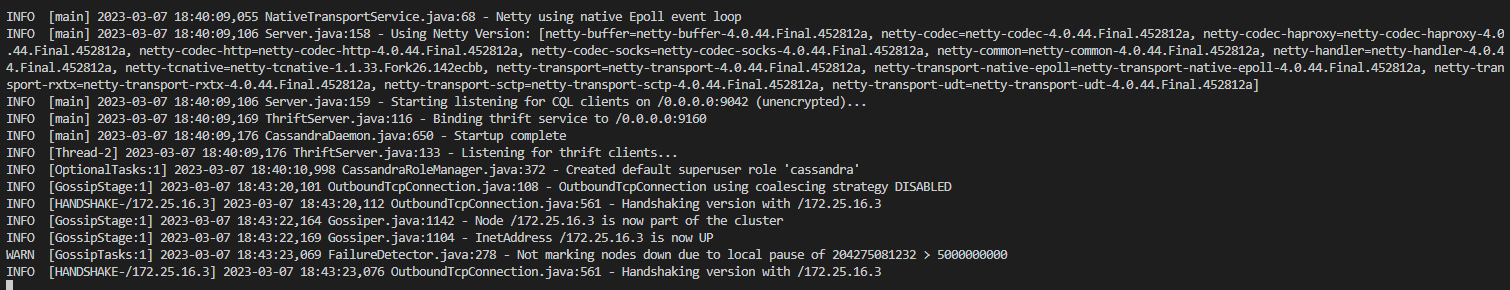 INFO  [main] 2023-03-07 18:40:09,055 NativeTransportService.java:68 - Netty using native Epoll event loop
INFO  [main] 2023-03-07 18:40:09,106 Server.java:158 - Using Netty Version: [netty-buffer=netty-buffer-4.0.44.Final.452812a, netty-codec=netty-codec-4.0.44.Final.452812a, netty-codec-haproxy=netty-codec-haproxy-4.0
.44.Final.452812a, netty-codec-http=netty-codec-http-4.0.44.Final.452812a, netty-codec-socks=netty-codec-socks-4.0.44.Final.452812a, netty-common=netty-common-4.0.44.Final.452812a, netty-handler=netty-handler-4.0.4
4.Final.452812a, netty-tcnative=netty-tcnative-1.1.33.Fork26.142ecbb, netty-transport=netty-transport-4.0.44.Final.452812a, netty-transport-native-epoll=netty-transport-native-epoll-4.0.44.Final.452812a, netty-tran
sport-rxtx=netty-transport-rxtx-4.0.44.Final.452812a, netty-transport-sctp=netty-transport-sctp-4.0.44.Final.452812a, netty-transport-udt=netty-transport-udt-4.0.44.Final.452812a]
INFO  [main] 2023-03-07 18:40:09,106 Server.java:159 - Starting listening for CQL clients on /0.0.0.0:9042 (unencrypted)...
INFO  [main] 2023-03-07 18:40:09,169 ThriftServer.java:116 - Binding thrift service to /0.0.0.0:9160
INFO  [main] 2023-03-07 18:40:09,176 CassandraDaemon.java:650 - Startup complete
INFO  [Thread-2] 2023-03-07 18:40:09,176 ThriftServer.java:133 - Listening for thrift clients...
INFO  [OptionalTasks:1] 2023-03-07 18:40:10,998 CassandraRoleManager.java:372 - Created default superuser role 'cassandra'
INFO  [GossipStage:1] 2023-03-07 18:43:20,101 OutboundTcpConnection.java:108 - OutboundTcpConnection using coalescing strategy DISABLED
INFO  [HANDSHAKE-/172.25.16.3] 2023-03-07 18:43:20,112 OutboundTcpConnection.java:561 - Handshaking version with /172.25.16.3
INFO  [GossipStage:1] 2023-03-07 18:43:22,164 Gossiper.java:1142 - Node /172.25.16.3 is now part of the cluster
INFO  [GossipStage:1] 2023-03-07 18:43:22,169 Gossiper.java:1104 - InetAddress /172.25.16.3 is now UP
WARN  [GossipTasks:1] 2023-03-07 18:43:23,069 FailureDetector.java:278 - Not marking nodes down due to local pause of 204275081232 > 5000000000
INFO  [HANDSHAKE-/172.25.16.3] 2023-03-07 18:43:23,076 OutboundTcpConnection.java:561 - Handshaking version with /172.25.16.3